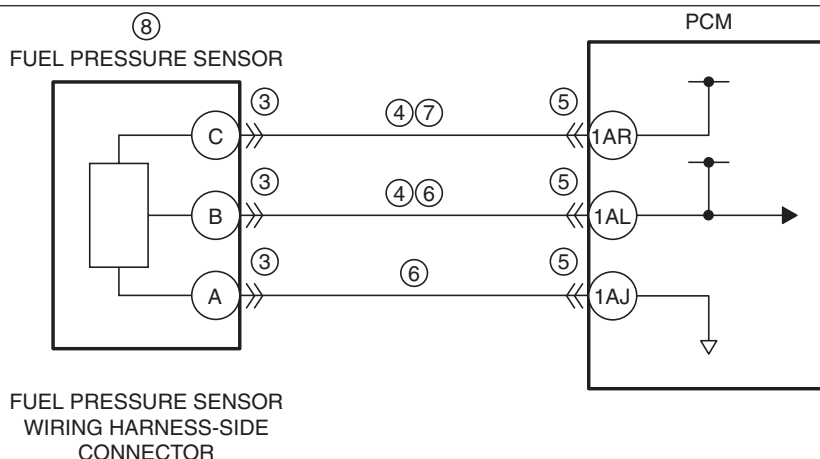 ⑧
FUEL PRESSURE SENSOR
PCM
③ ④⑦ ⑤
C 1AR
③ ④⑥ ⑤
B 1AL
③ ⑥ ⑤
A 1AJ
FUEL PRESSURE SENSOR
WIRING HARNESS-SIDE
CONNECTOR